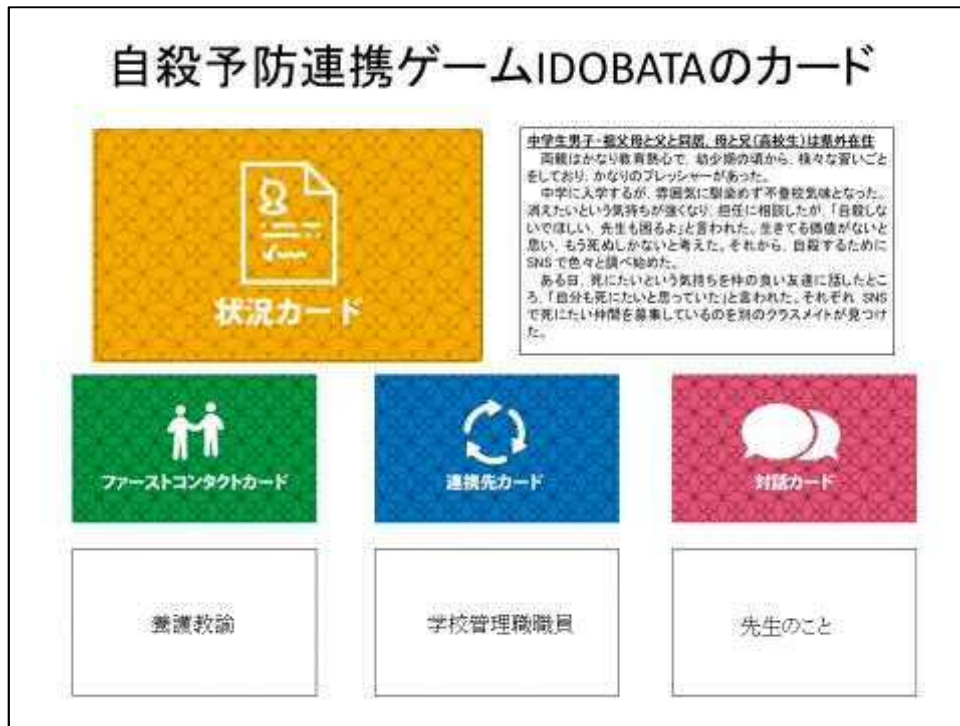 自殺予防連携ゲームIDOBATAのカード
状況カード
中学生男子・祖父母と父と同居、母と兄(高校生)は県外在住
両親はかなり教育熱心で、幼少期の頃から、様々な習いごと
をしており、かなりのプレッシャーがあった。
中学に入学するが、雰囲気に馴染めず不登校気味となった。
消えたいという気持ちが強くなり、担任に相談したが、「自殺しな
いでほしい、先生も困るよ」と言われた。生きてる価値がないと
思い、もう死ぬしかないと考えた。それから、自殺するために
SNSで色々と調べ始めた。
ある日、死にたいという気持ちを仲の良い友達に話したとこ
ろ、「自分も死にたいと思っていた」と言われた。それぞれ、SNS
で死にたい仲間を募集しているのを別のクラスメイトが見つけ
た。
ファーストコンタクトカード
連携先カード
対話カード
養護教諭
学校管理職職員
先生のこと